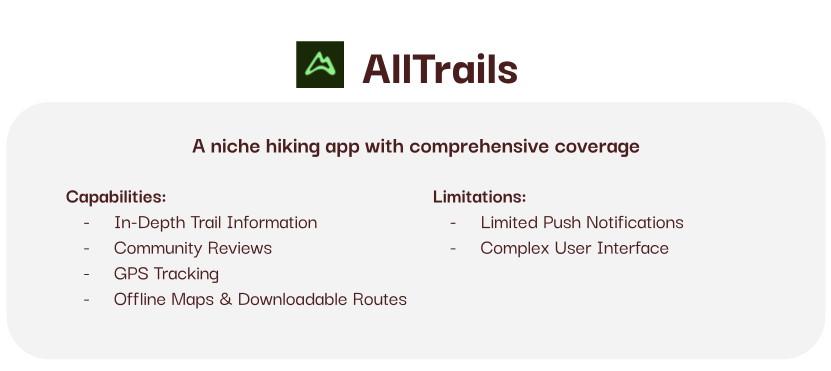 AllTrails
A niche hiking app with comprehensive coverage
Capabilities:
- In-Depth Trail Information
- Community Reviews
- GPS Tracking
- Offline Maps & Downloadable Routes
Limitations:
- Limited Push Notifications
- Complex User Interface